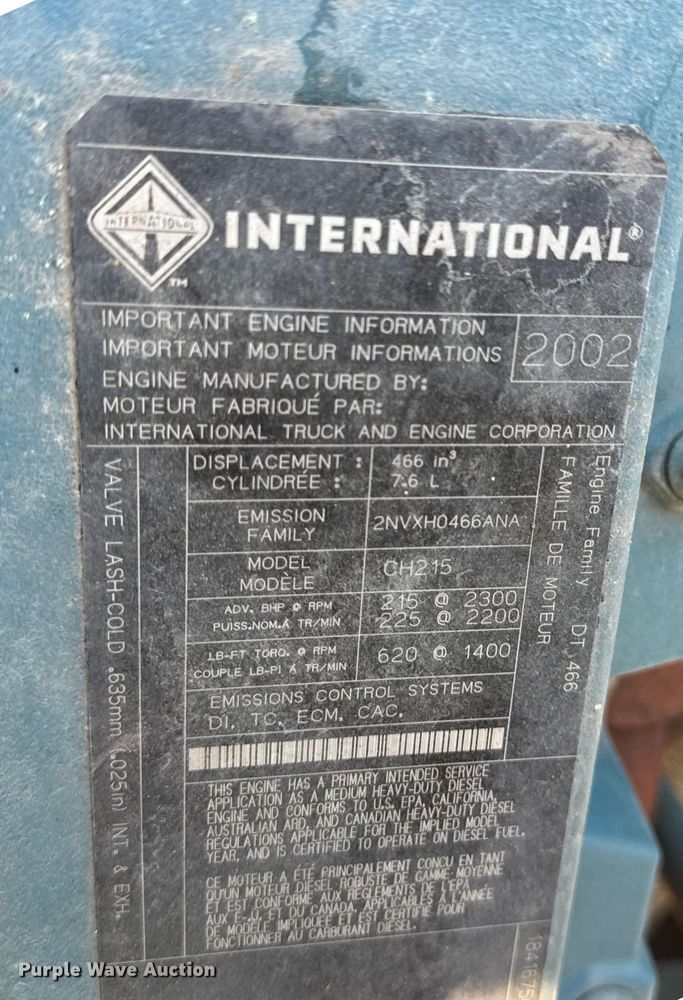 INTERNATIONAL
™
INTERNATIONAL®
IMPORTANT ENGINE INFORMATION
IMPORTANT MOTEUR INFORMATIONS
2002
ENGINE MANUFACTURED BY:
MOTEUR FABRIQUÉ PAR:
INTERNATIONAL TRUCK AND ENGINE CORPORATION
VALVE LASH-COLD .635mm (.025in) INT. & EXH.
DISPLACEMENT : 466 in³
CYLINDRÉE : 7.6 L
EMISSION FAMILY 2NVXH0466ANA
MODEL
MODÈLE
CH215
ADV. BHP @ RPM 215 @ 2300
PUISS.NOM.À TR/MIN 225 @ 2200
LB-FT TORQ. @ RPM
COUPLE LB-PI À TR/MIN
620 @ 1400
EMISSIONS CONTROL SYSTEMS
DI, TC, ECM, CAC,
Engine Family DT 466
FAMILLE DE MOTEUR
THIS ENGINE HAS A PRIMARY INTENDED SERVICE
APPLICATION AS A MEDIUM HEAVY-DUTY DIESEL
ENGINE AND CONFORMS TO U.S. EPA, CALIFORNIA,
AUSTRALIAN ARD, AND CANADIAN HEAVY-DUTY DIESEL
REGULATIONS APPLICABLE FOR THE IMPLIED MODEL
YEAR, AND IS CERTIFIED TO OPERATE ON DIESEL FUEL.
CE MOTEUR A ÉTÉ PRINCIPALEMENT CONCU EN TANT
QU'UN MOTEUR DIESEL ROBUSTE DE GAMME MOYENNE
ET EST CONFORME AUX RÈGLEMENTS DE L'EPA
AUX E.-U. ET DU CANADA, APPLICABLES À L'ANNÉE
DE MODÈLE IMPLIQUÉE ET EST CERTIFIÉ POUR
FONCTIONNER AU CARBURANT DIESEL.
Purple Wave Auction